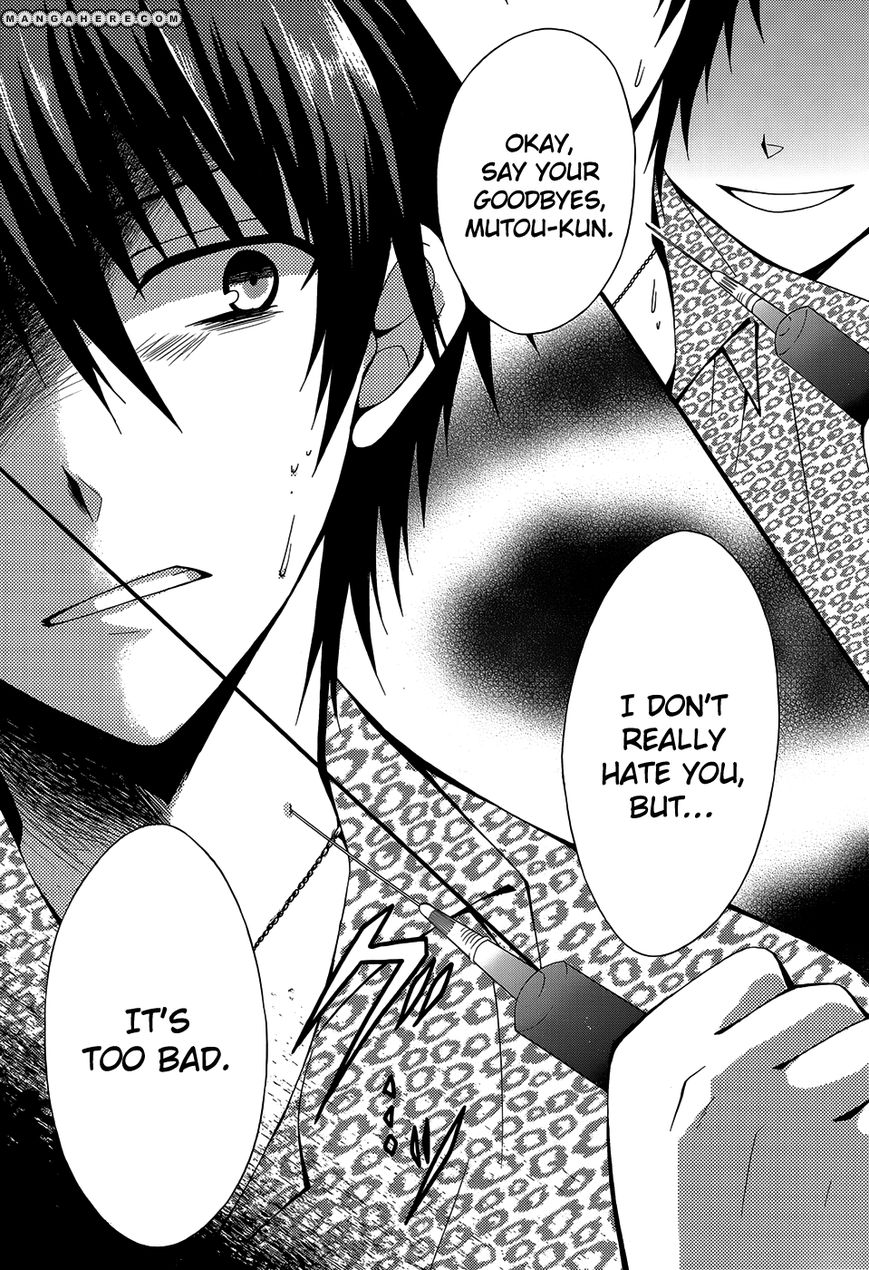 MANGAHERE.COM
OKAY,
SAY YOUR
GOODBYES,
MUTOU-KUN.
I DON'T
REALLY
HATE YOU,
BUT...
IT'S
TOO BAD.